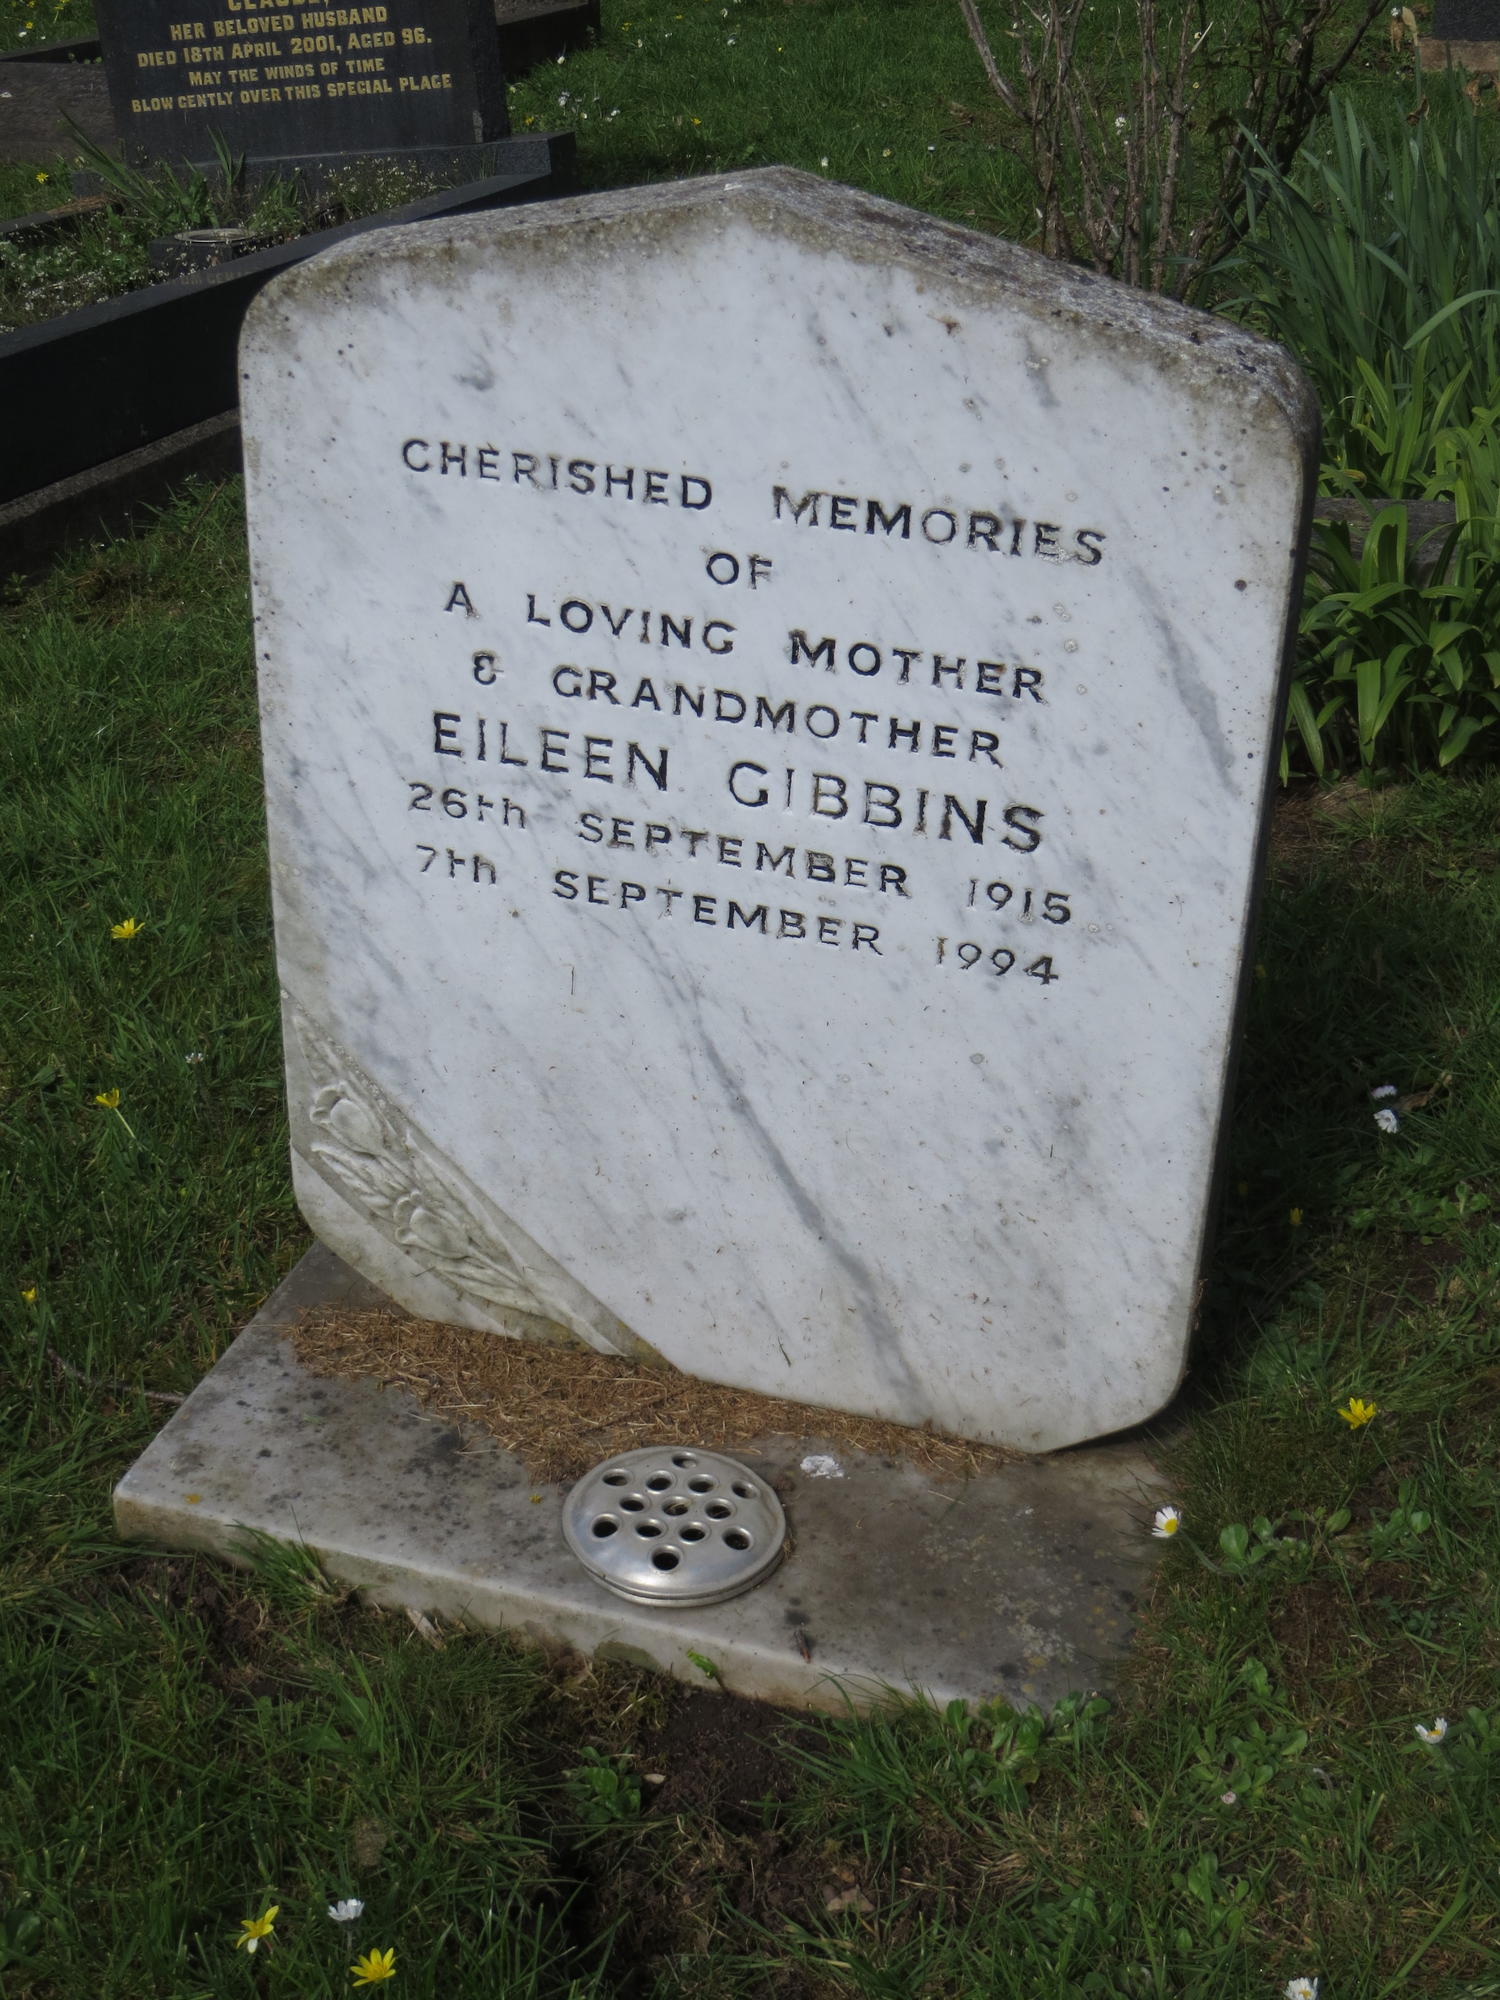 HER BELOVED HUSBAND
DIED 18TH APRIL 2001, AGED 96.
MAY THE WINDS OF TIME
BLOW GENTLY OVER THIS SPECIAL PLACE
CHERISHED MEMORIES
OF
A LOVING MOTHER
& GRANDMOTHER
EILEEN GIBBINS
26th SEPTEMBER 1915
7th SEPTEMBER 1994